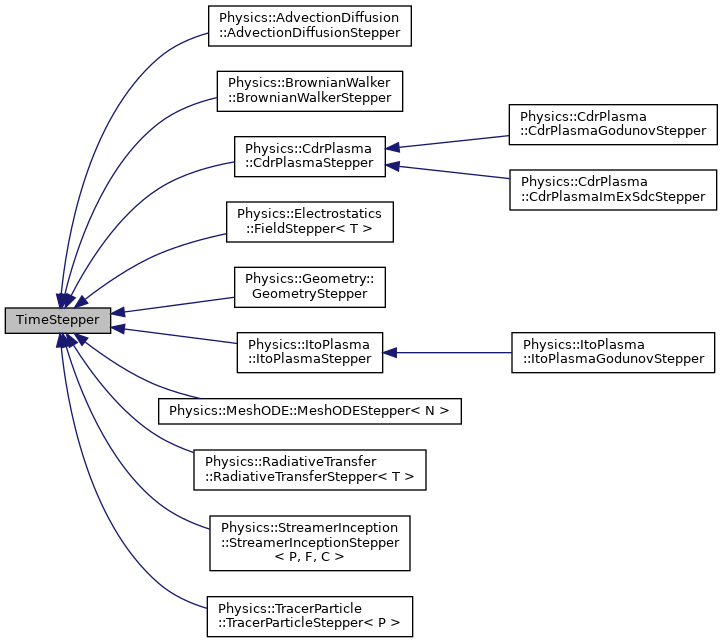 Physics::AdvectionDiffusion
::AdvectionDiffusionStepper
Physics::BrownianWalker
::BrownianWalkerStepper
Physics::CdrPlasma
::CdrPlasmaStepper
Physics::CdrPlasma
::CdrPlasmaGodunovStepper
Physics::CdrPlasma
::CdrPlasmaImExSdcStepper
Physics::Electrostatics
::FieldStepper< T >
Physics::Geometry::
GeometryStepper
TimeStepper
Physics::ItoPlasma
::ItoPlasmaStepper
Physics::ItoPlasma
::ItoPlasmaGodunovStepper
Physics::MeshODE::MeshODEStepper< N >
Physics::RadiativeTransfer
::RadiativeTransferStepper< T >
Physics::StreamerInception
::StreamerInceptionStepper
< P, F, C >
Physics::TracerParticle
::TracerParticleStepper< P >